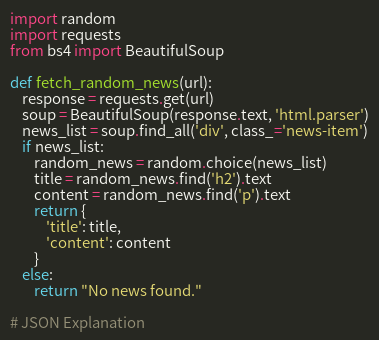 import random
import requests
from bs4 import BeautifulSoup

def fetch_random_news(url):
    response = requests.get(url)
    soup = BeautifulSoup(response.text, 'html.parser')
    news_list = soup.find_all('div', class_='news-item')
    if news_list:
        random_news = random.choice(news_list)
        title = random_news.find('h2').text
        content = random_news.find('p').text
        return {
            'title': title,
            'content': content
        }
    else:
        return "No news found."

# JSON Explanation